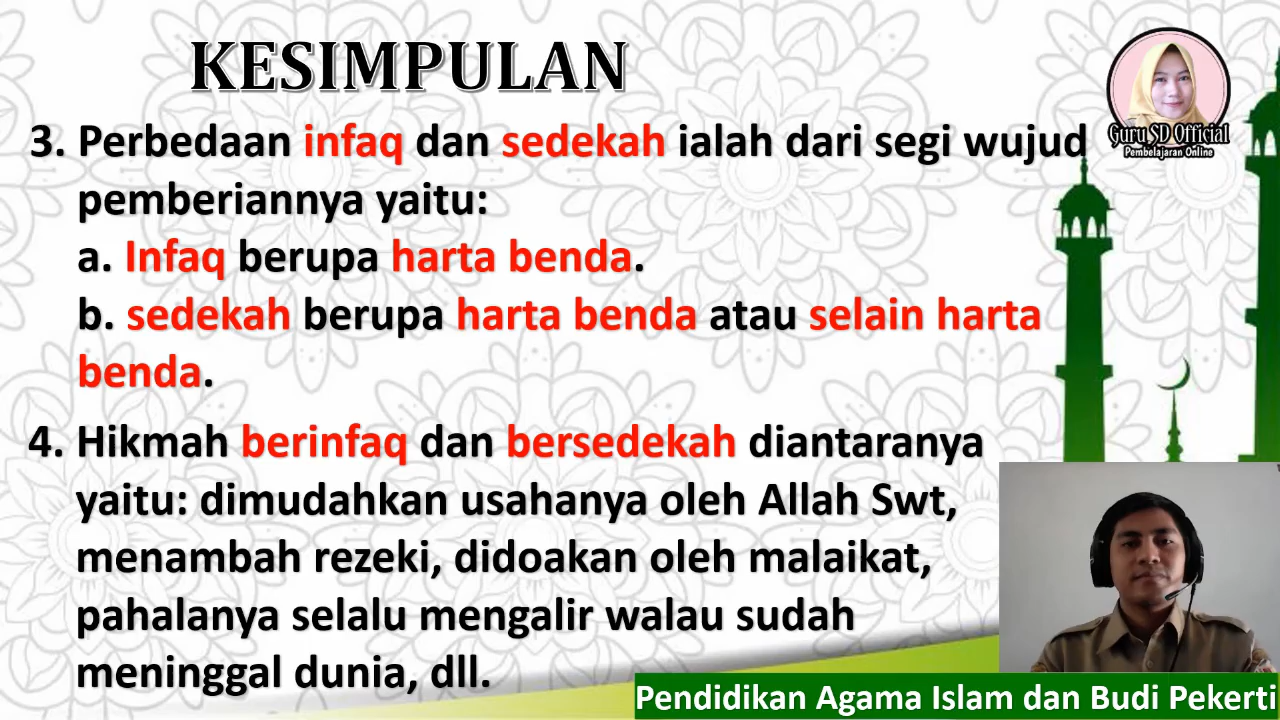 KESIMPULAN
3. Perbedaan infaq dan sedekah ialah dari segi wujud
pemberiannya yaitu:
a. Infaq berupa harta benda.
b. sedekah berupa harta benda atau selain harta
benda.
4. Hikmah berinfaq dan bersedekah diantaranya
yaitu: dimudahkan usahanya oleh Allah Swt,
menambah rezeki, didoakan oleh malaikat,
pahalanya selalu mengalir walau sudah
meninggal dunia, dll.
Guru SD Official
Pembelajaran Online
Pendidikan Agama Islam dan Budi Pekerti